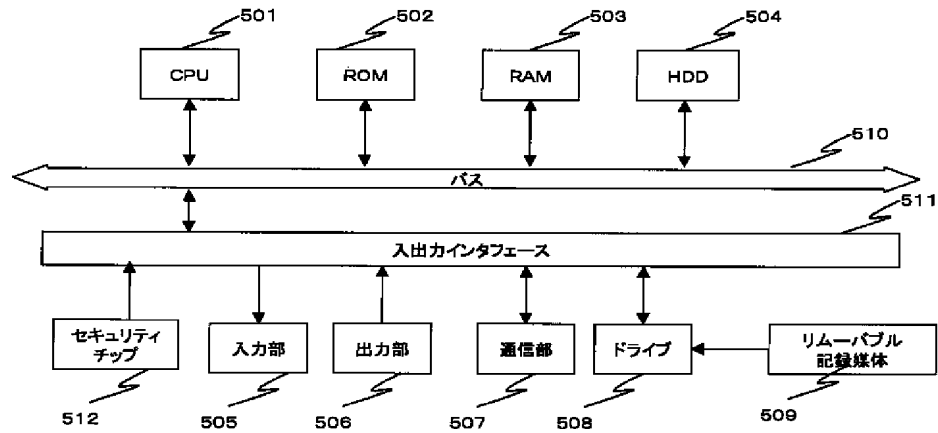 501
502
503
504
CPU
ROM
RAM
HDD
510
バス
511
入出力インタフェース
セキュリティ
チップ
入力部
出力部
通信部
ドライブ
リムーバブル
記録媒体
512
505
506
507
508
509